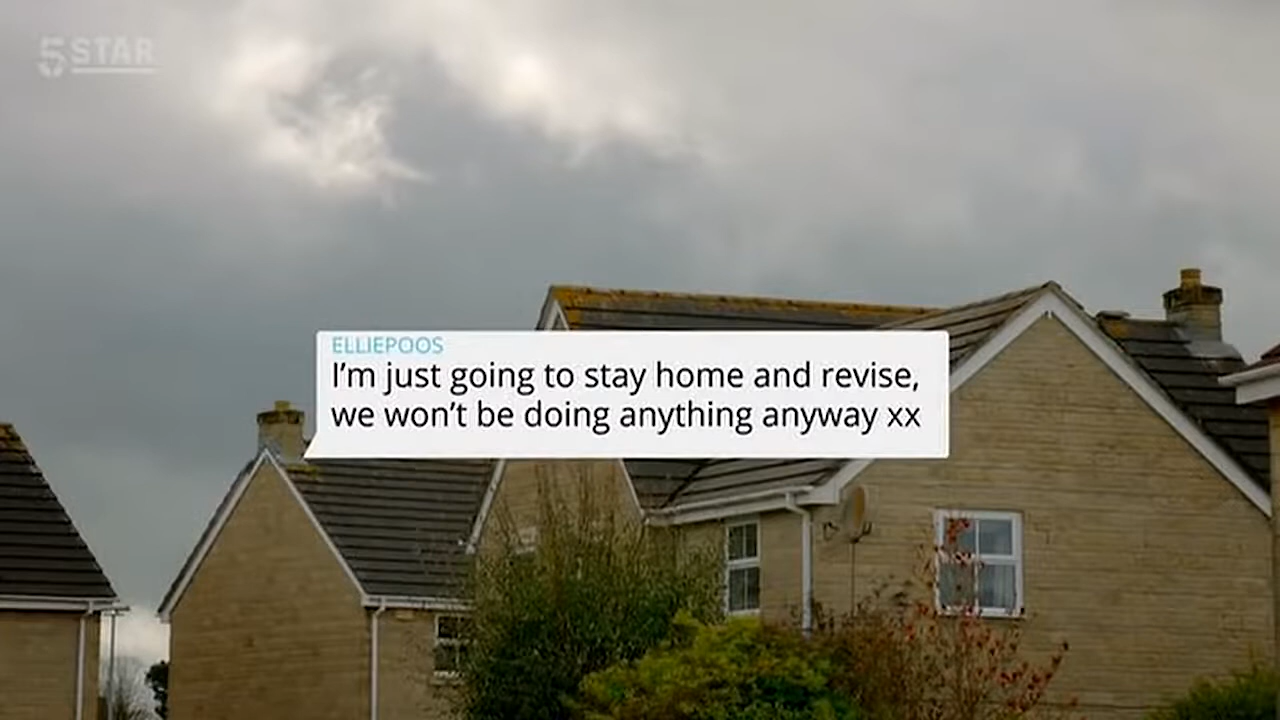 5STAR
ELLIEPOOS
I'm just going to stay home and revise,
we won't be doing anything anyway xx